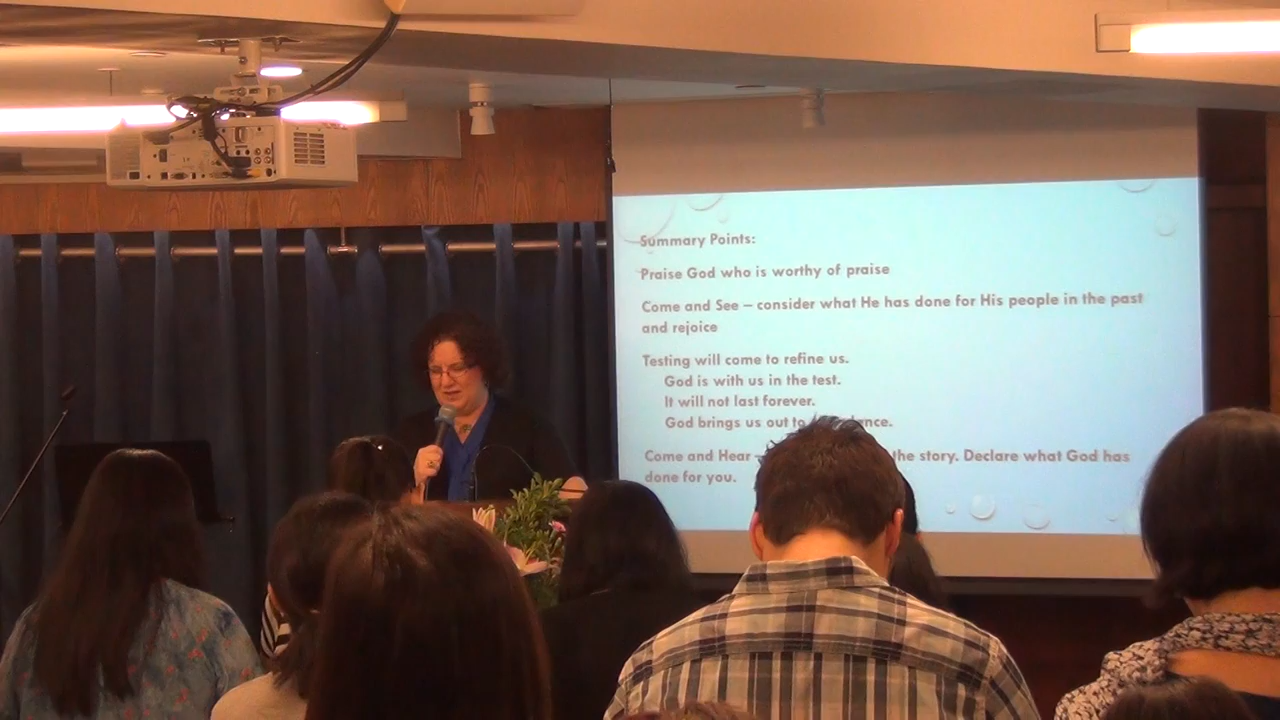 Summary Points:
Praise God who is worthy of praise
Come and See – consider what He has done for His people in the past
and rejoice
Testing will come to refine us.
God is with us in the test.
It will not last forever.
God brings us out to
Come and Hear – the story. Declare what God has
done for you.